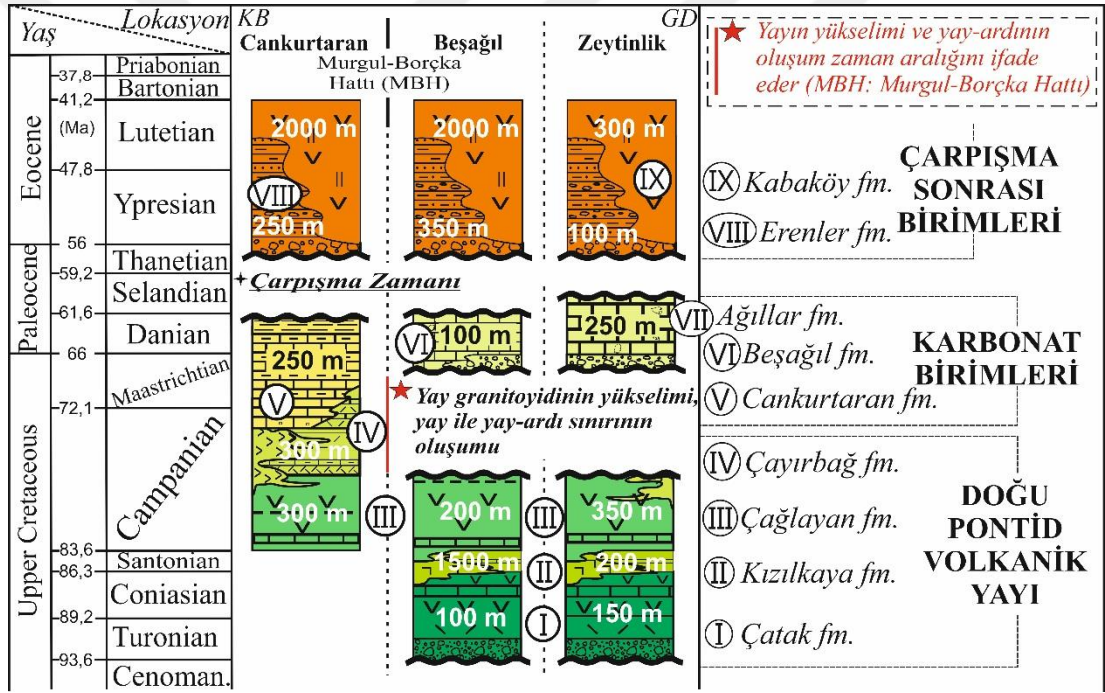 Lokasyon
Yaş
KB
GD
Cankurtaran
Beşağıl
Zeytinlik
Murgul-Borçka
Hattı (MBH)
★ Yayın yükselimi ve yay-ardının
oluşum zaman aralığını ifade
eder (MBH: Murgul-Borçka Hattı)
Eocene
Paleocene
Upper Cretaceous
Priabonian
37,8
Bartonian
41,2
(Ma)
Lutetian
47,8
Ypresian
56
Thanetian
59,2
Selandian
61,6
Danian
66
Maastrichtian
72,1
Campanian
83.6
Santonian
86,3
Coniasian
89,2
Turonian
93,6
Cenoman.
2000 m
2000 m
300 m
VIII
IX
250 m
350 m
100 m
Çarpışma Zamanı
250 m
100 m
250 m
VI
VII
V
IV
300 m
★ Yay granitoyidinin yükselimi,
yay ile yay-ardı sınırının
oluşumu
300 m
III
200 m
III
350 m
1500 m
II
200 m
100 m
I
150 m
IX Kabaköy fm.
VIII Erenler fm.
ÇARPIŞMA
SONRASI
BİRİMLERİ
Ağıllar fm.
VI Beşağıl fm.
V Cankurtaran fm.
KARBONAT
BİRİMLERİ
IV Çayırbağ fm.
III Çağlayan fm.
II Kızılkaya fm.
I Çatak fm.
DOĞU
PONTİD
VOLKANİK
YAYI